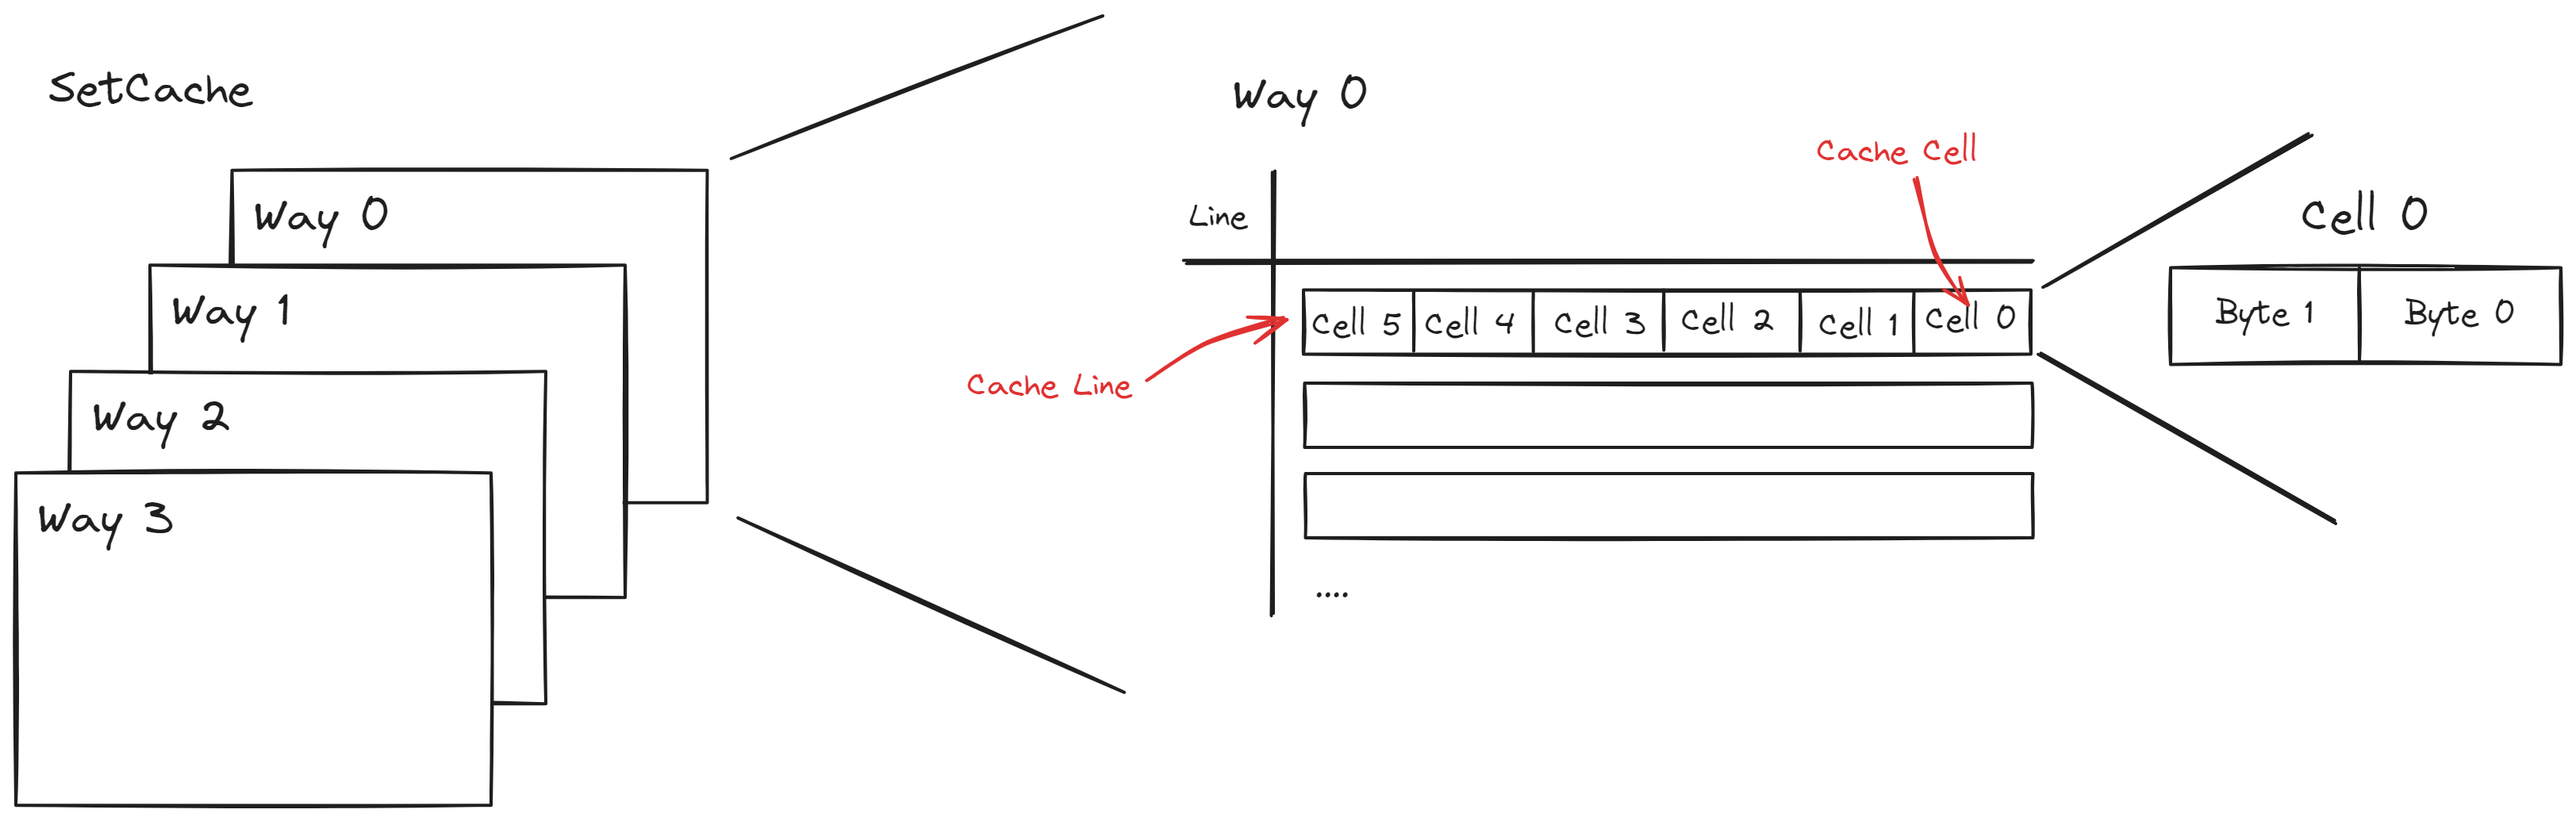 SetCache
Way 0
Way 1
Way 2
Way 3
Way 0
Line
Cache Cell
Cache Line
Cell 5 Cell 4 Cell 3 Cell 2 Cell 1 Cell 0
....
Cell 0
Byte 1 Byte 0